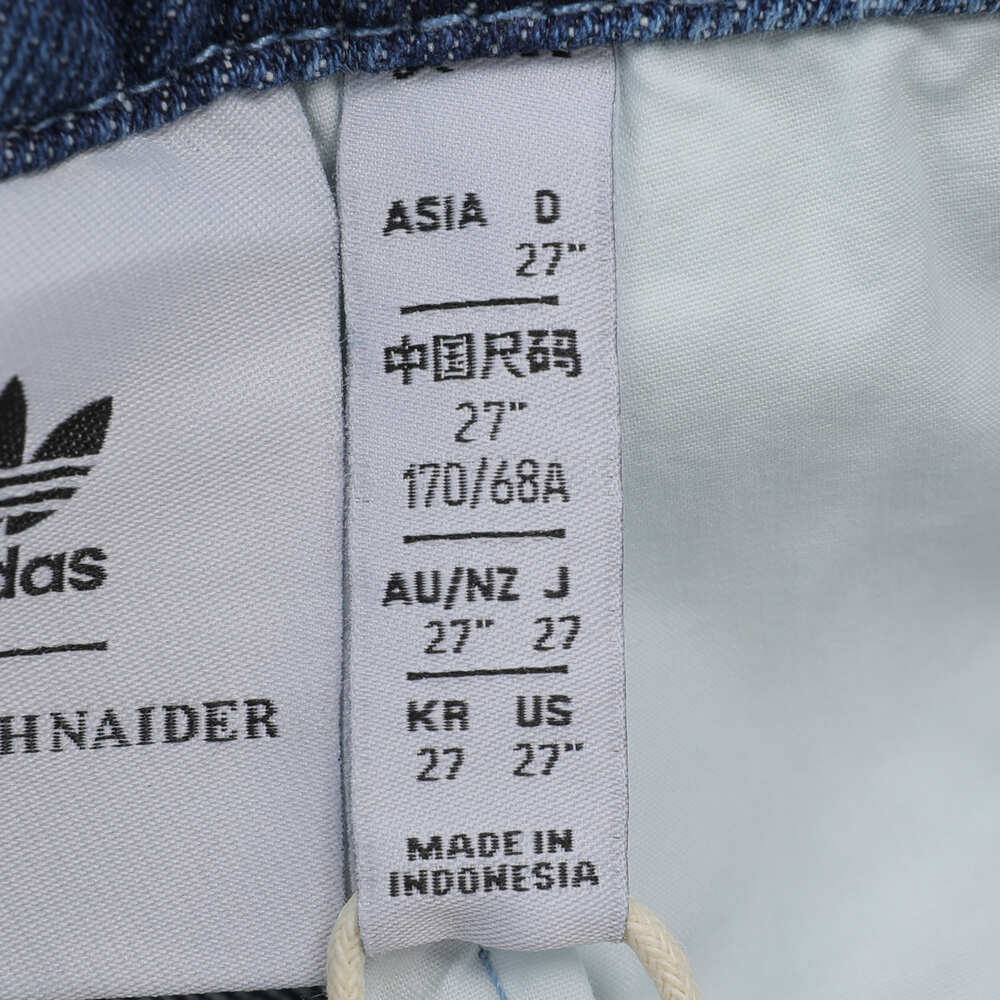 ASIA D
27"
中国尺码
27"
170/68A
AU/NZ J
27" 27
KR US
27 27"
MADE IN
INDONESIA
das
HNAIDER